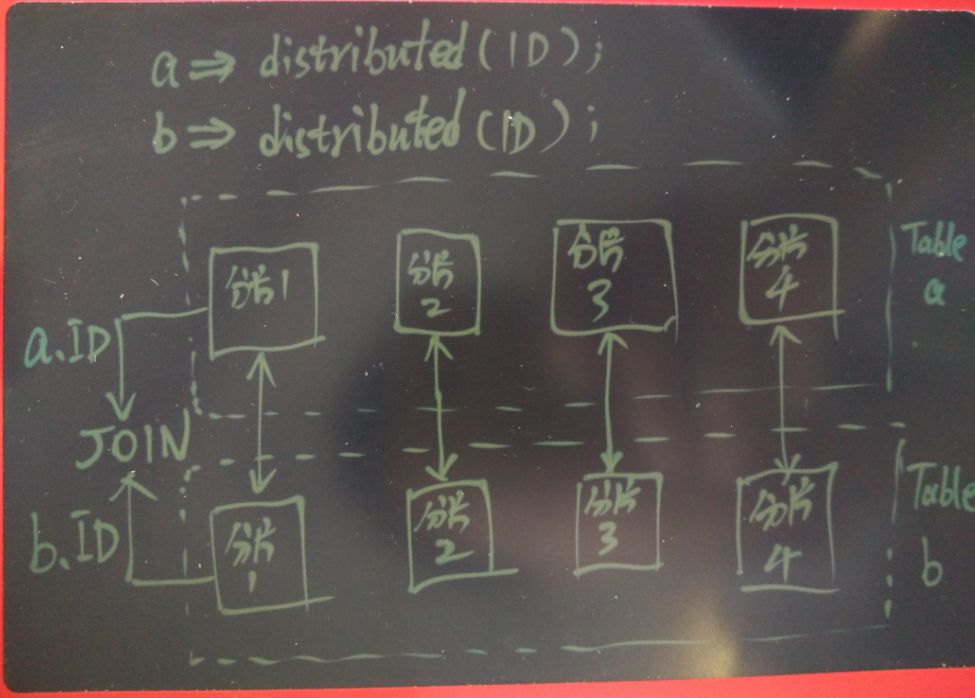 a⇒ distributed(ID);
b⇒ distributed(ID);
分片1
分片
2
分片
3
分片
4
Table
a
a.ID
JOIN
b.ID
分片
1
分片
2
分片
3
分片
4
Table
b